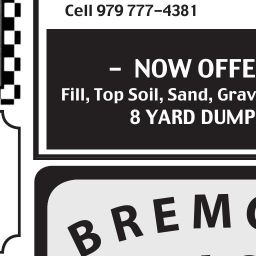 Cell 979 777-4381
- NOW OFFE
Fill, Top Soil, Sand, Grav
8 YARD DUMP
BREMO